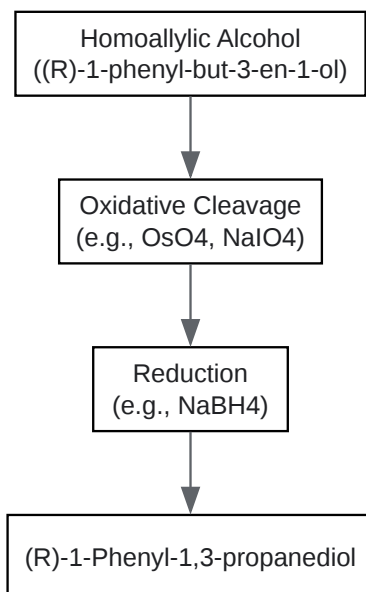 Homoallylic Alcohol
((R)-1-phenyl-but-3-en-1-ol)
Oxidative Cleavage
(e.g., OsO4, NaIO4)
Reduction
(e.g., NaBH4)
(R)-1-Phenyl-1,3-propanediol